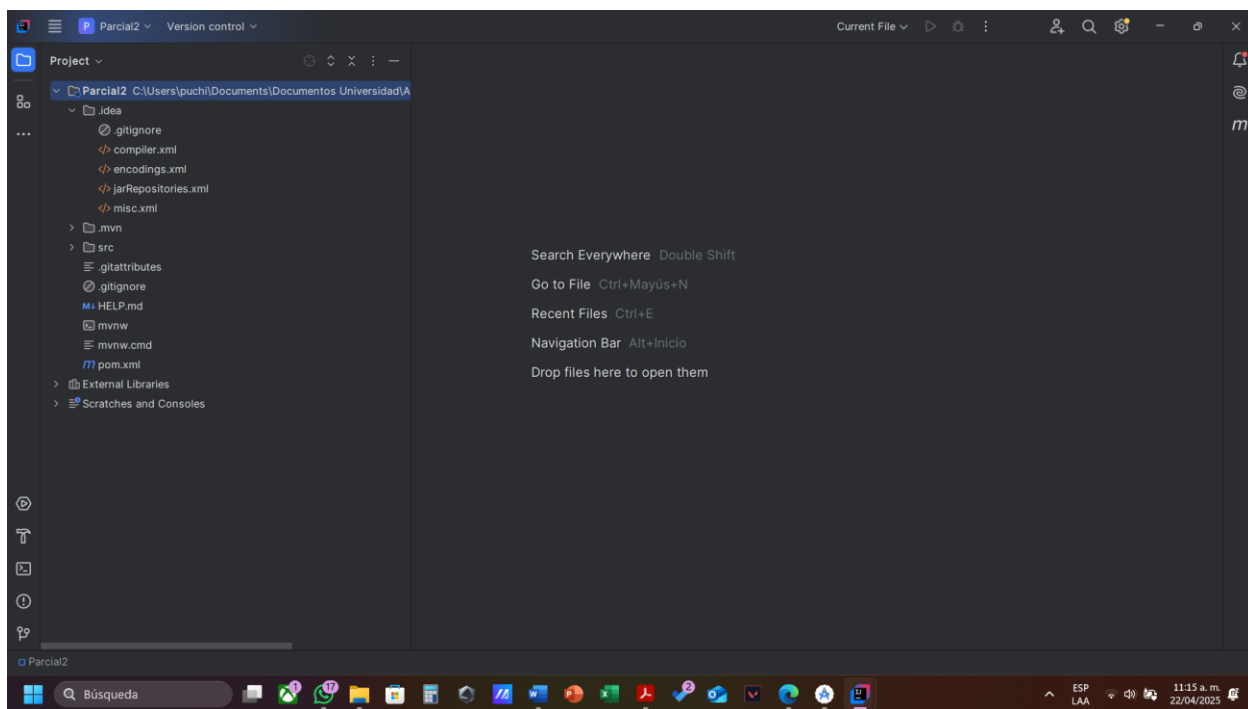 P Parcial2 Version control Current File
Project
Parcial2 C:\Users\puchi\Documents\Documentos Universidad\A
.idea
.gitignore
</> compiler.xml
</> encodings.xml
</> jarRepositories.xml
</> misc.xml
.mvn
src
.gitattributes
.gitignore
M↓ HELP.md
mvnw
mvnw.cmd
m pom.xml
External Libraries
Scratches and Consoles
Search Everywhere Double Shift
Go to File Ctrl+Mayús+N
Recent Files Ctrl+E
Navigation Bar Alt+Inicio
Drop files here to open them
m
Parcial2
Búsqueda
1
17
2
ESP
LAA
11:15 a. m.
22/04/2025